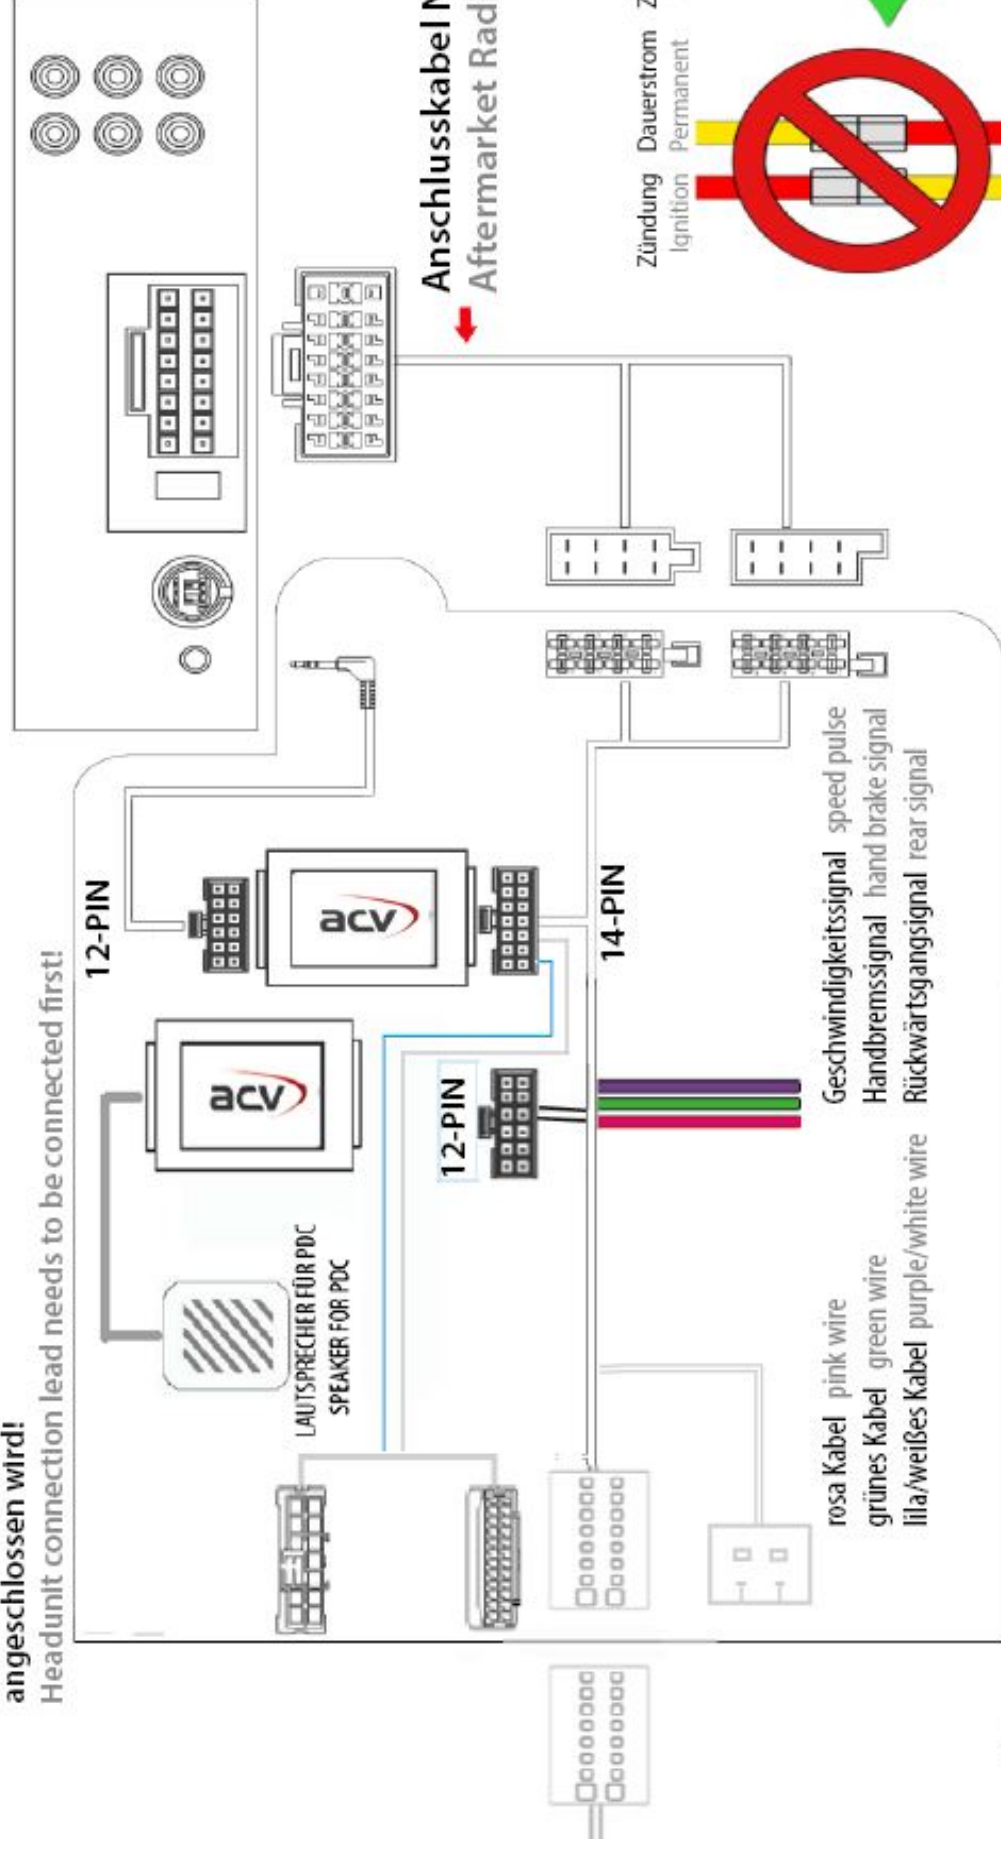 angeschlossen wird!
Headunit connection lead needs to be connected first!
12-PIN
acv
acv
LAUTSPRECHER FÜR PDC
SPEAKER FOR PDC
12-PIN
14-PIN
Anschlusskabel
Aftermarket Rad
Zündung Dauerstrom
Ignition Permanent
rosa Kabel pink wire Geschwindigkeitssignal speed pulse
grünes Kabel green wire Handbremssignal hand brake signal
lila/weißes Kabel purple/white wire Rückwärtsgangsignal rear signal